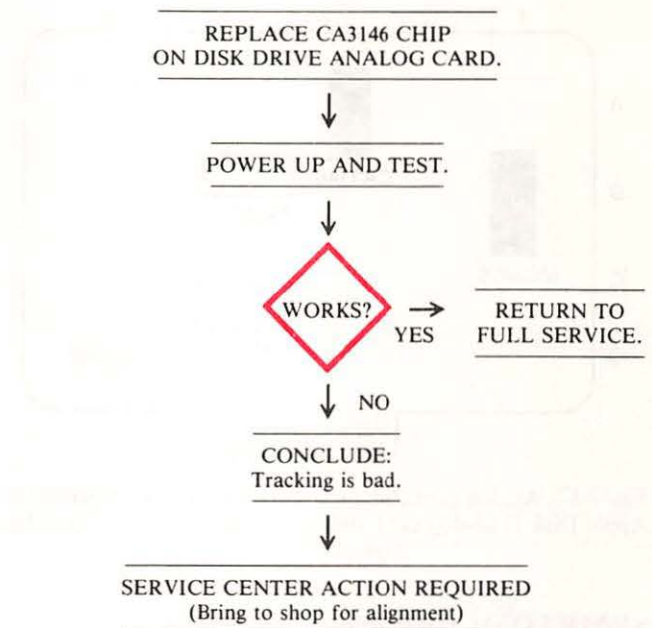 REPLACE CA3146 CHIP
ON DISK DRIVE ANALOG CARD.
POWER UP AND TEST.
WORKS?
YES
RETURN TO
FULL SERVICE.
NO
CONCLUDE:
Tracking is bad.
SERVICE CENTER ACTION REQUIRED
(Bring to shop for alignment)